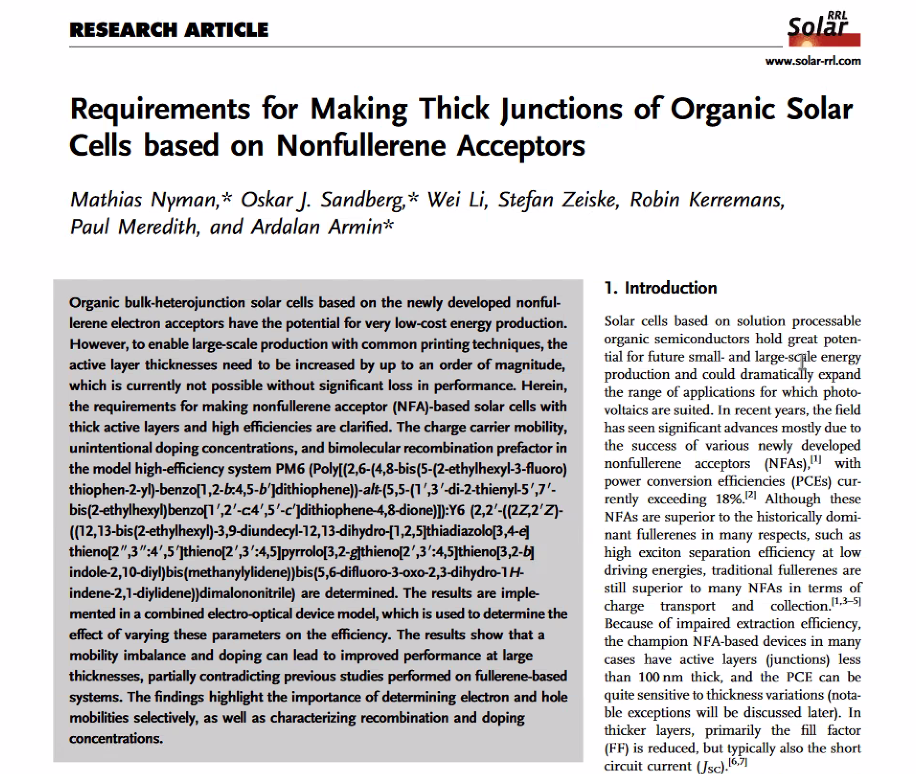 RESEARCH ARTICLE
Solar RRL
www.solar-rrl.com
Requirements for Making Thick Junctions of Organic Solar
Cells based on Nonfullerene Acceptors
Mathias Nyman,* Oskar J. Sandberg,* Wei Li, Stefan Zeiske, Robin Kerremans,
Paul Meredith, and Ardalan Armin*
Organic bulk-heterojunction solar cells based on the newly developed nonful-
lerene electron acceptors have the potential for very low-cost energy production.
However, to enable large-scale production with common printing techniques, the
active layer thicknesses need to be increased by up to an order of magnitude,
which is currently not possible without significant loss in performance. Herein,
the requirements for making nonfullerene acceptor (NFA)-based solar cells with
thick active layers and high efficiencies are clarified. The charge carrier mobility,
unintentional doping concentrations, and bimolecular recombination prefactor in
the model high-efficiency system PM6 (Poly[(2,6-(4,8-bis(5-(2-ethylhexyl-3-fluoro)
thiophen-2-yl)-benzo[1,2-b:4,5-b′]dithiophene))-alt-(5,5-(1′,3′-di-2-thienyl-5′,7′-
bis(2-ethylhexyl)benzo[1′,2′-c:4′,5′-c′]dithiophene-4,8-dione)]):Y6 (2,2′-((2Z,2′Z)-
((12,13-bis(2-ethylhexyl)-3,9-diundecyl-12,13-dihydro-[1,2,5]thiadiazolo[3,4-e]
thieno[2″,3″:4′,5′]thieno[2′,3′:4,5]pyrrolo[3,2-g]thieno[2′,3′:4,5]thieno[3,2-b]
indole-2,10-diyl)bis(methanylylidene))bis(5,6-difluoro-3-oxo-2,3-dihydro-1H-
indene-2,1-diylidene))dimalononitrile) are determined. The results are imple-
mented in a combined electro-optical device model, which is used to determine the
effect of varying these parameters on the efficiency. The results show that a
mobility imbalance and doping can lead to improved performance at large
thicknesses, partially contradicting previous studies performed on fullerene-based
systems. The findings highlight the importance of determining electron and hole
mobilities selectively, as well as characterizing recombination and doping
concentrations.
1. Introduction
Solar cells based on solution processable
organic semiconductors hold great poten-
tial for future small- and large-scale energy
production and could dramatically expand
the range of applications for which photo-
voltaics are suited. In recent years, the field
has seen significant advances mostly due to
the success of various newly developed
nonfullerene acceptors (NFAs),[1] with
power conversion efficiencies (PCEs) cur-
rently exceeding 18%.[2] Although these
NFAs are superior to the historically domi-
nant fullerenes in many respects, such as
high exciton separation efficiency at low
driving energies, traditional fullerenes are
still superior to many NFAs in terms of
charge transport and collection.[1,3–5]
Because of impaired extraction efficiency,
the champion NFA-based devices in many
cases have active layers (junctions) less
than 100 nm thick, and the PCE can be
quite sensitive to thickness variations (nota-
ble exceptions will be discussed later). In
thicker layers, primarily the fill factor
(FF) is reduced, but typically also the short
circuit current (JSC).[6,7]